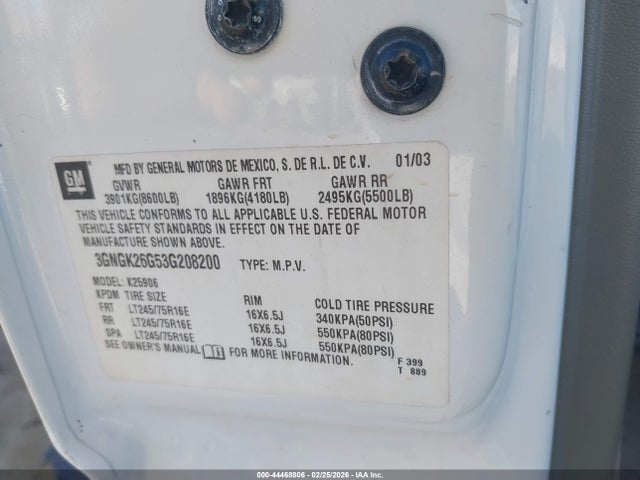 S
GM
MFD BY GENERAL MOTORS DE MEXICO, S. DE R.L. DE C.V. 01/03
GVWR GAWR FRT GAWR RR
3901KG(8600LB) 1896KG(4180LB) 2495KG(5500LB)
THIS VEHICLE CONFORMS TO ALL APPLICABLE U.S. FEDERAL MOTOR
VEHICLE SAFETY STANDARDS IN EFFECT ON THE DATE OF
MANUFACTURE SHOWN ABOVE.
3GNGK26G53G208200 TYPE: M.P.V.
MODEL: K25906
KPDM TIRE SIZE RIM COLD TIRE PRESSURE
FRT LT245/75R16E 16X6.5J 340KPA(50PSI)
RR LT245/75R16E 16X6.5J 550KPA(80PSI)
SPA LT245/75R16E 16X6.5J 550KPA(80PSI)
SEE OWNER'S MANUAL FOR MORE INFORMATION.
F 399
T 889
000-44468806 - 02/25/2026 - IAA Inc.